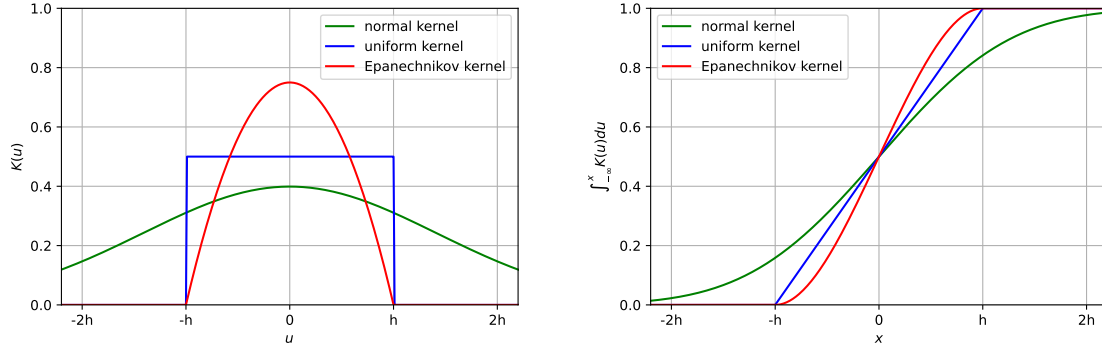 1.0
0.8
0.6
0.4
0.2
0.0
K(u)
-2h -h 0 h 2h
u
normal kernel
uniform kernel
Epanechnikov kernel
1.0
0.8
0.6
0.4
0.2
0.0
∫_{-∞}^{x} K(u)du
-2h -h 0 h 2h
x
normal kernel
uniform kernel
Epanechnikov kernel